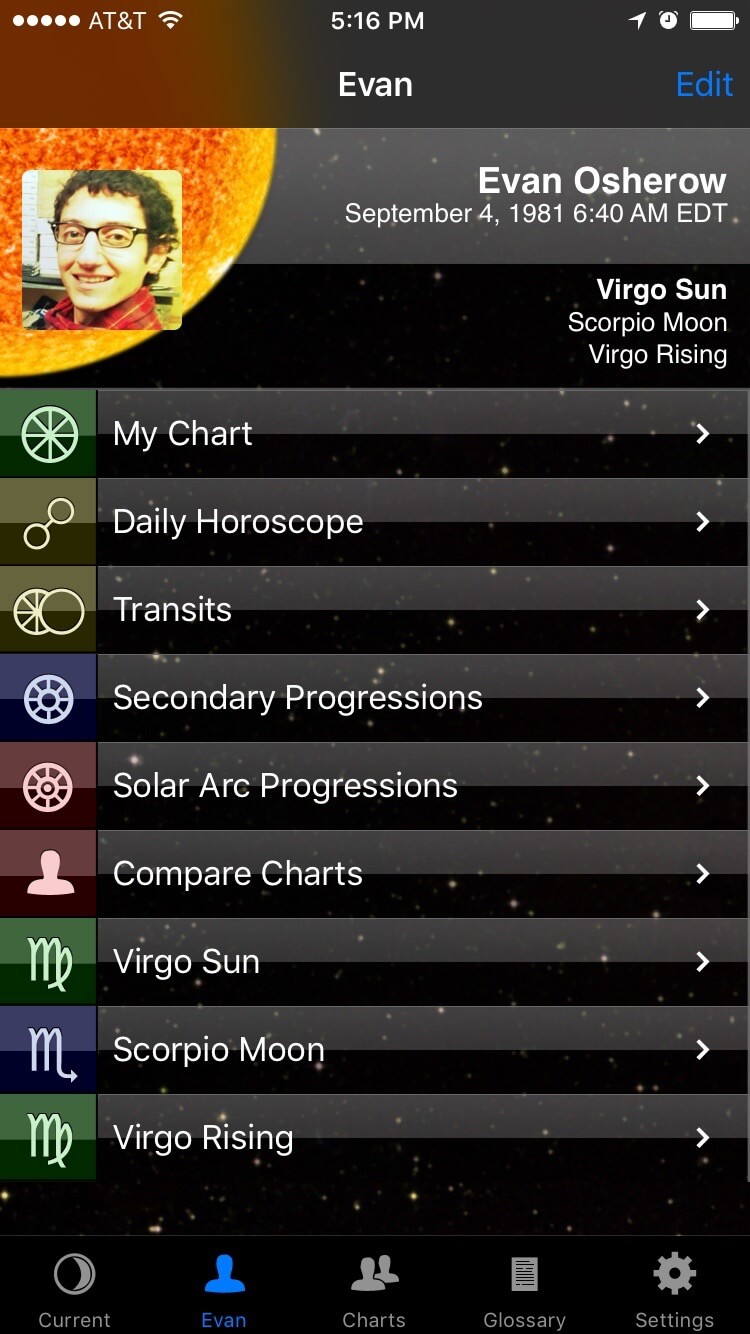 AT&T 5:16 PM
Evan Edit
Evan Osherow
September 4, 1981 6:40 AM EDT
Virgo Sun
Scorpio Moon
Virgo Rising
My Chart
Daily Horoscope
Transits
Secondary Progressions
Solar Arc Progressions
Compare Charts
Virgo Sun
Scorpio Moon
Virgo Rising
Current Evan Charts Glossary Settings